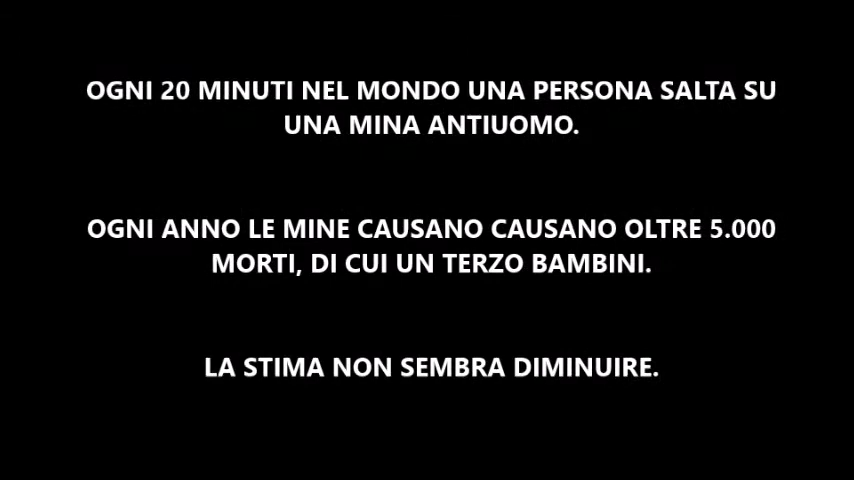 OGNI 20 MINUTI NEL MONDO UNA PERSONA SALTA SU
UNA MINA ANTIUOMO.
OGNI ANNO LE MINE CAUSANO CAUSANO OLTRE 5.000
MORTI, DI CUI UN TERZO BAMBINI.
LA STIMA NON SEMBRA DIMINUIRE.